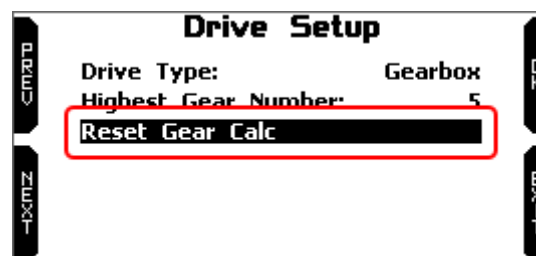 Drive Setup
PREV
Drive Type: Gearbox
Highest Gear Number: 5
Reset Gear Calc
NEXT